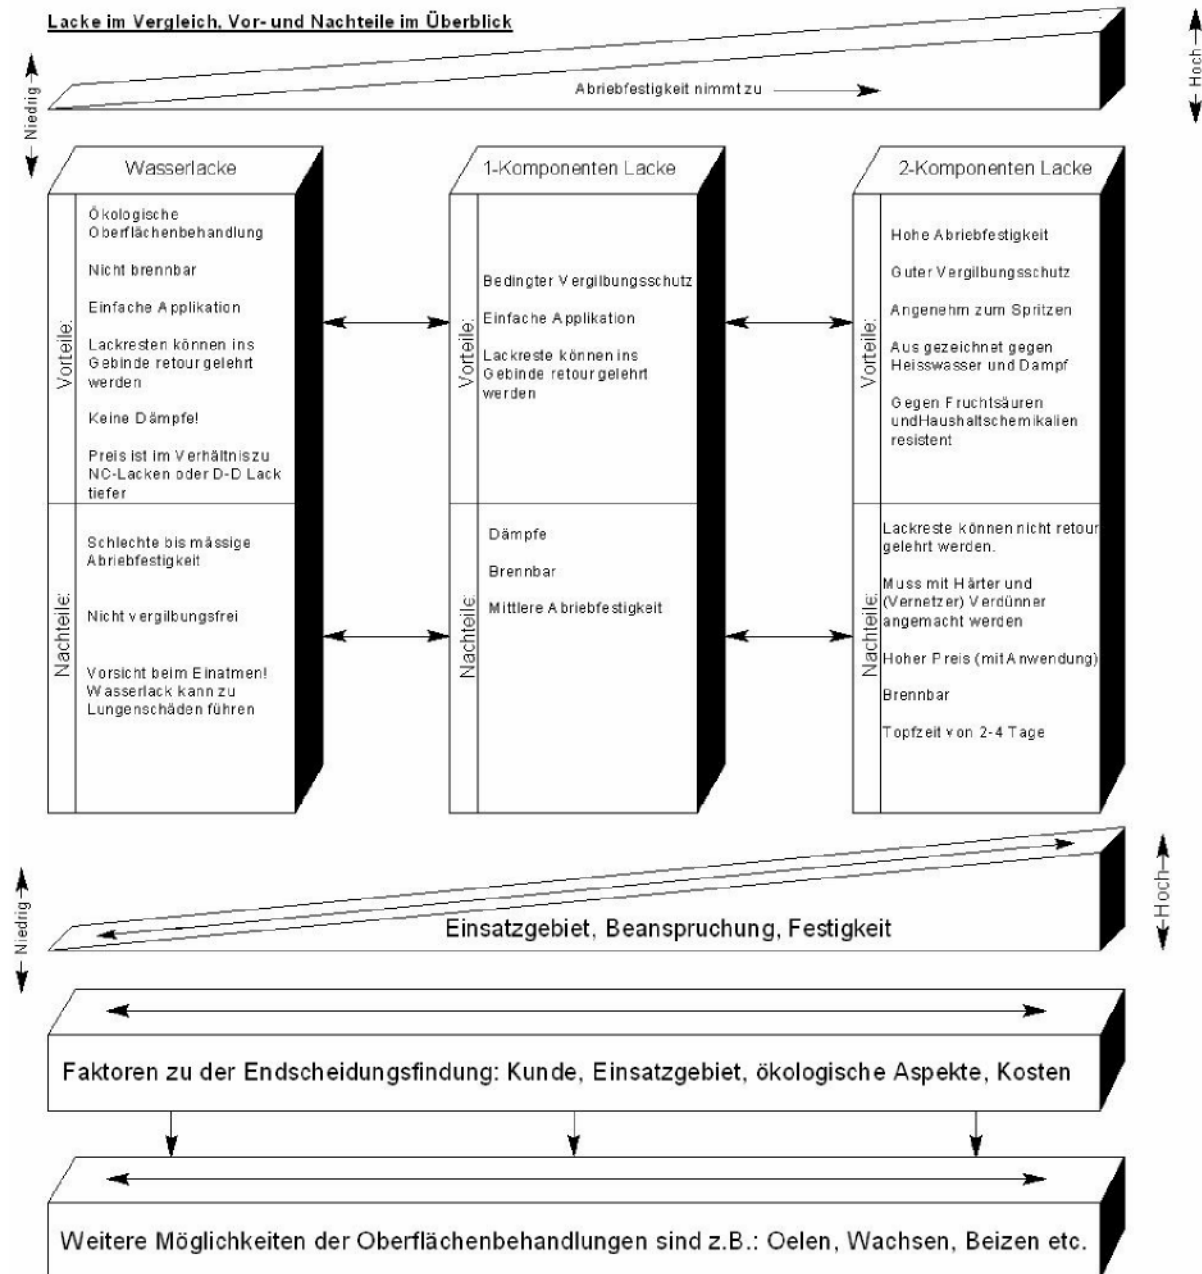 Lacke im Vergleich, Vor- und Nachteile im Überblick
Niedrig
Abriebfestigkeit nimmt zu
Hoch
Wasserlacke
Vorteile:
Ökologische
Oberflächenbehandlung
Nicht brennbar
Einfache Applikation
Lackresten können ins
Gebinde retour gelehrt
werden
Keine Dämpfe!
Preis ist im Verhältnis zu
NC-Lacken oder D-D Lack
tiefer
Nachteile:
Schlechte bis mässige
Abriebfestigkeit
Nicht vergilbungsfrei
Vorsicht beim Einatmen!
Wasserlack kann zu
Lungenschäden führen
1-Komponenten Lacke
Vorteile:
Bedingter Vergilbungsschutz
Einfache Applikation
Lackreste können ins
Gebinde retour gelehrt
werden
Nachteile:
Dämpfe
Brennbar
Mittlere Abriebfestigkeit
2-Komponenten Lacke
Vorteile:
Hohe Abriebfestigkeit
Guter Vergilbungsschutz
Angenehm zum Spritzen
Aus gezeichnet gegen
Heisswasser und Dampf
Gegen Fruchtsäuren
undHaushaltschemikalien
resistent
Nachteile:
Lackreste können nicht retour
gelehrt werden.
Muss mit Härter und
(Vernetzer) Verdünner
angemacht werden
Hoher Preis (mit Anwendung)
Brennbar
Topfzeit von 2-4 Tage
Niedrig
Einsatzgebiet, Beanspruchung, Festigkeit
Hoch
Faktoren zu der Endscheidungsfindung: Kunde, Einsatzgebiet, ökologische Aspekte, Kosten
Weitere Möglichkeiten der Oberflächenbehandlungen sind z.B.: Oelen, Wachsen, Beizen etc.